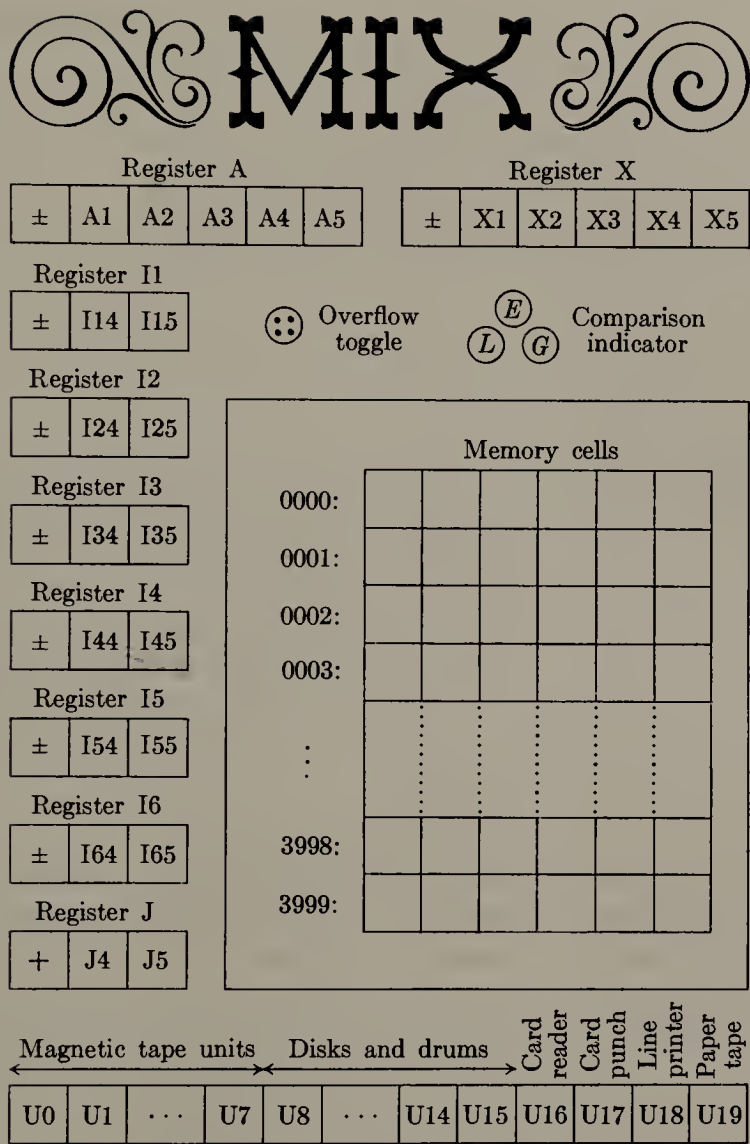 MIX
Register A
± A1 A2 A3 A4 A5
Register X
± X1 X2 X3 X4 X5
Register I1
± I14 I15
Overflow
toggle
E
L G
Comparison
indicator
Register I2
± I24 I25
Register I3
± I34 I35
Register I4
± I44 I45
Register I5
± I54 I55
Register I6
± I64 I65
Register J
+ J4 J5
Memory cells
0000:
0001:
0002:
0003:
⋮
3998:
3999:
Magnetic tape units
Disks and drums
Card
reader
Card
punch
Line
printer
Paper
tape
U0 U1 · · · U7 U8 · · · U14 U15 U16 U17 U18 U19